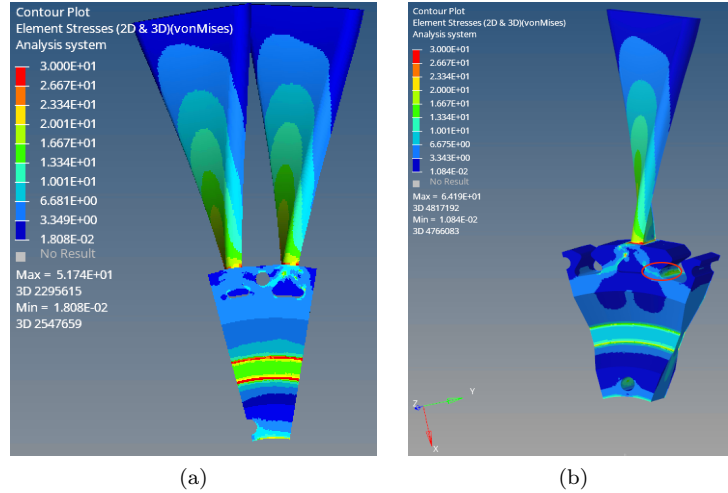 Contour Plot
Element Stresses (2D & 3D)(vonMises)
Analysis system
3.000E+01
2.667E+01
2.334E+01
2.001E+01
1.667E+01
1.334E+01
1.001E+01
6.681E+00
3.349E+00
1.808E-02
No Result
Max = 5.174E+01
3D 2295615
Min = 1.808E-02
3D 2547659
(a)
Contour Plot
Element Stresses (2D & 3D)(vonMises)
Analysis system
3.000E+01
2.667E+01
2.334E+01
2.000E+01
1.667E+01
1.334E+01
1.001E+01
6.675E+00
3.343E+00
1.084E-02
No Result
Max = 6.419E+01
3D 4817192
Min = 1.084E-02
3D 4766083
Z
Y
X
(b)